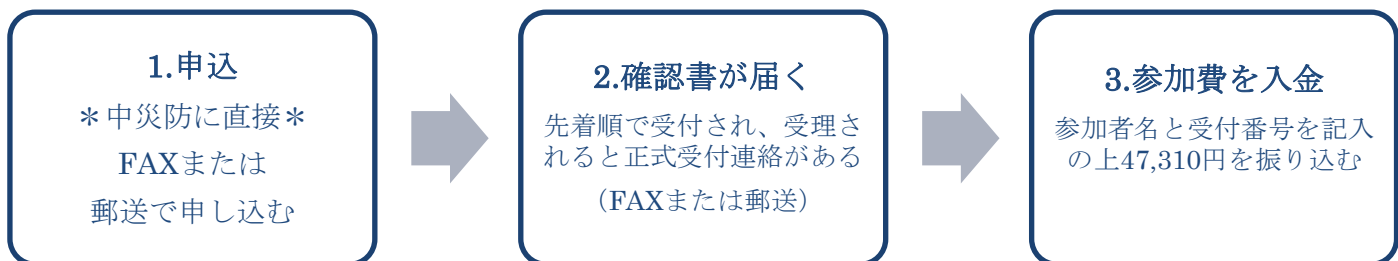 1.申込
＊中災防に直接＊
FAXまたは
郵送で申し込む
2.確認書が届く
先着順で受付され、受理さ
れると正式受付連絡がある
（FAXまたは郵送）
3.参加費を入金
参加者名と受付番号を記入
の上47,310円を振り込む